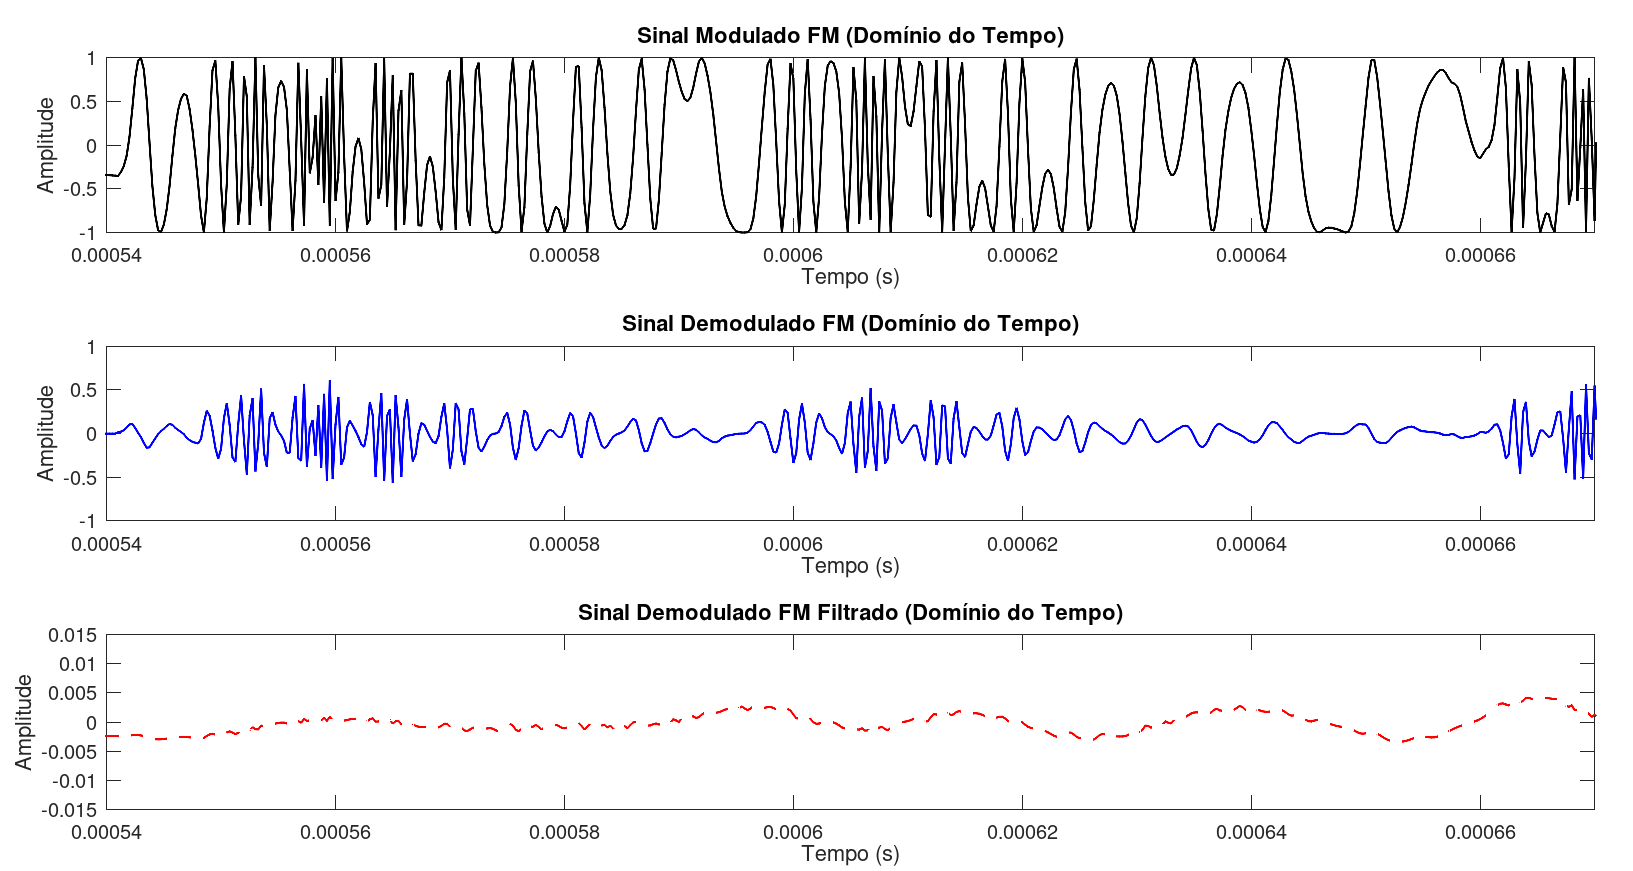 Sinal Modulado FM (Domínio do Tempo)
1
0.5
0
-0.5
-1
Amplitude
0.00054 0.00056 0.00058 0.0006 0.00062 0.00064 0.00066
Tempo (s)
Sinal Demodulado FM (Domínio do Tempo)
1
0.5
0
-0.5
-1
Amplitude
0.00054 0.00056 0.00058 0.0006 0.00062 0.00064 0.00066
Tempo (s)
Sinal Demodulado FM Filtrado (Domínio do Tempo)
0.015
0.01
0.005
0
-0.005
-0.01
-0.015
Amplitude
0.00054 0.00056 0.00058 0.0006 0.00062 0.00064 0.00066
Tempo (s)